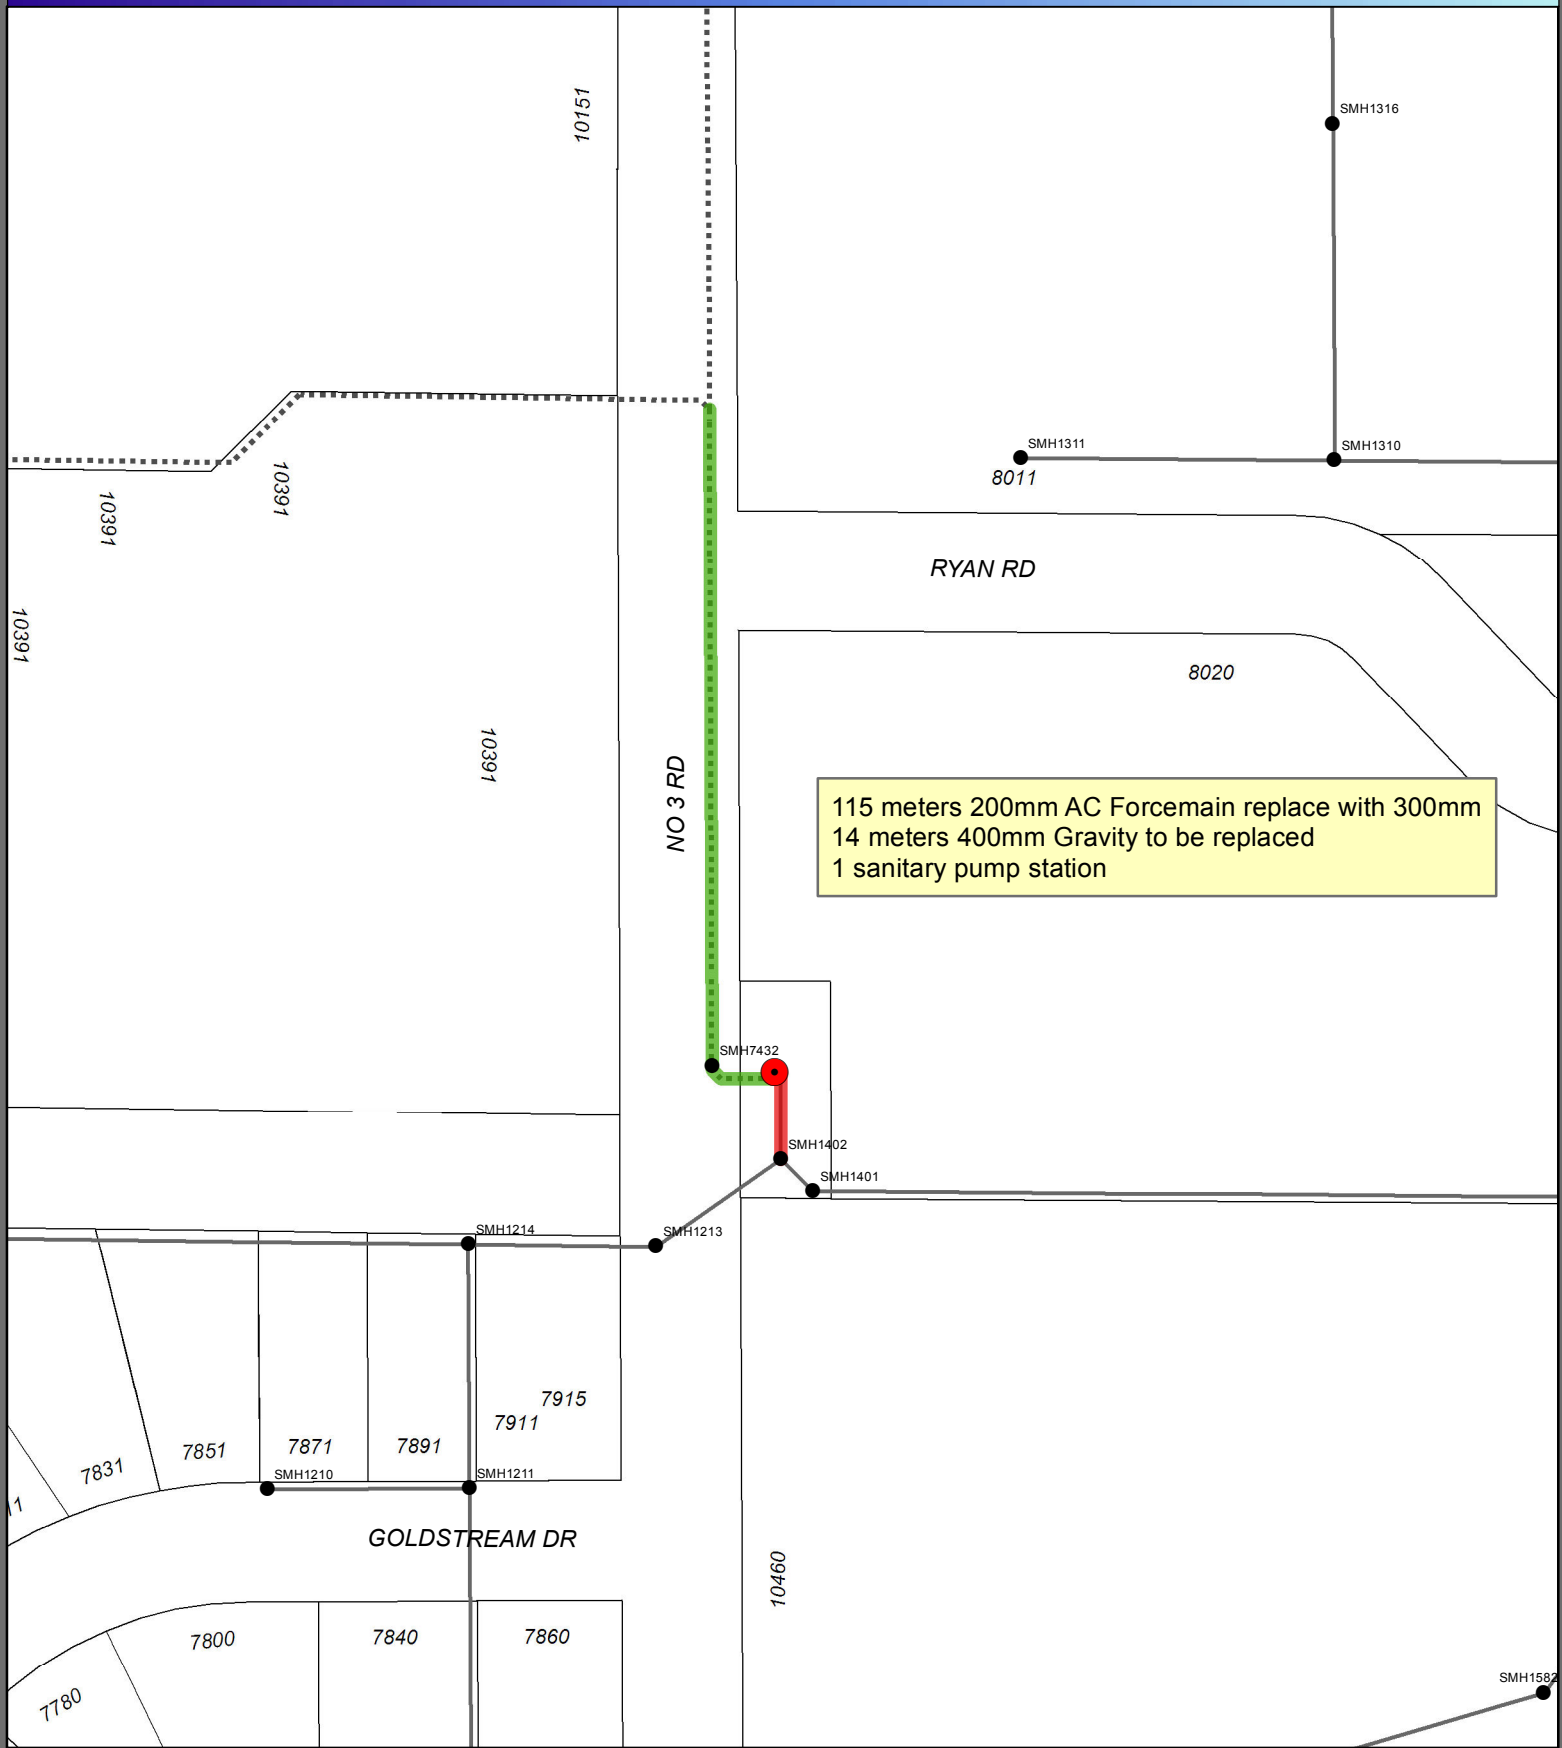 10151
SMH1316
SMH1311
SMH1310
8011
10391
10391
RYAN RD
10391
8020
10391
NO 3 RD
115 meters 200mm AC Forcemain replace with 300mm
14 meters 400mm Gravity to be replaced
1 sanitary pump station
SMH7432
SMH1402
SMH1401
SMH1214
SMH1213
7915
7911
7891
7871
7851
7831
SMH1210
SMH1211
GOLDSTREAM DR
10460
7860
7840
7800
7780
SMH1582